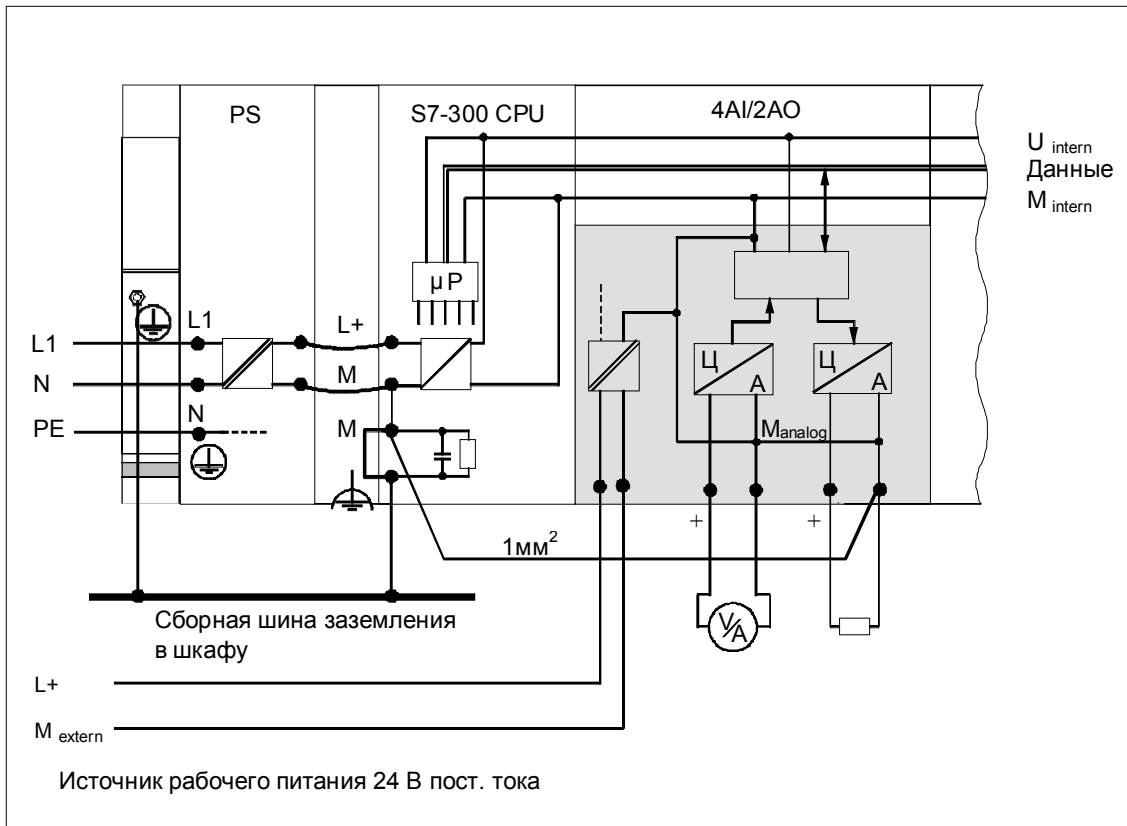 PS
S7-300 CPU
4AI/2AO
U intern
Данные
M intern
µP
L1
L+
L1
Ц
Ц
N
M
A
A
PE
N
M
Manalog
+
+
1мм²
Сборная шина заземления
в шкафу
V/A
L+
M extern
Источник рабочего питания 24 В пост. тока